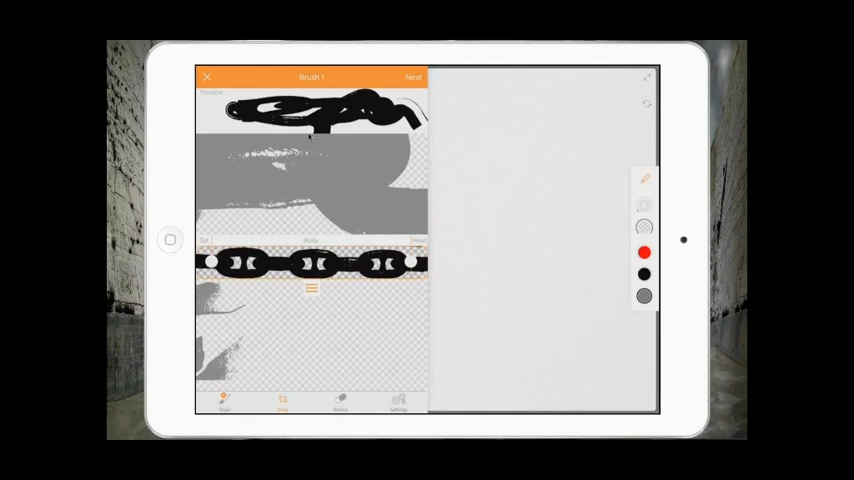 Brush 1
Next
Preview
Tail
Body
Head
Style
Crop
Refine
Settings